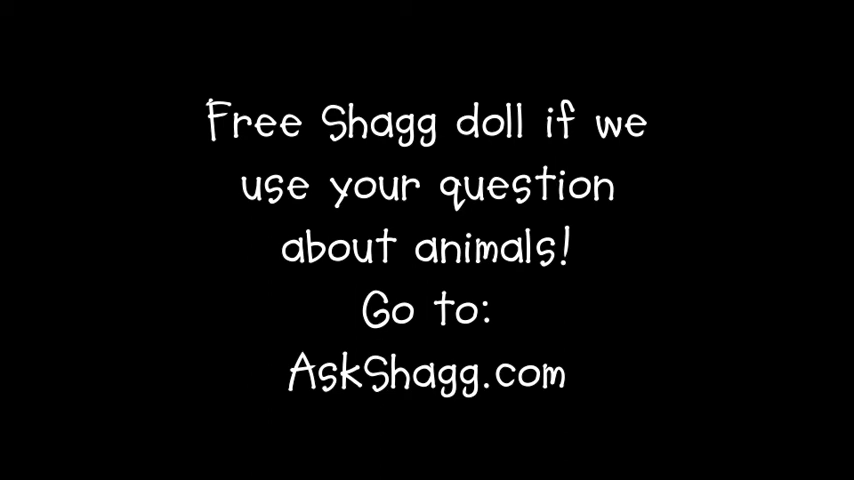 Free Shagg doll if we
use your question
about animals!
Go to:
AskShagg.com